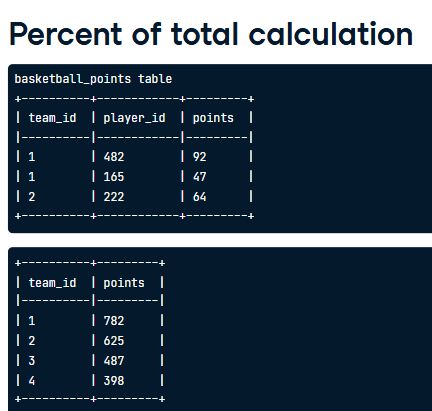 Percent of total calculation
basketball_points table
+----------+------------+---------+
| team_id  | player_id  | points  |
|----------|------------|---------|
| 1        | 482        | 92      |
| 1        | 165        | 47      |
| 2        | 222        | 64      |
+----------+------------+---------+
+----------+---------+
| team_id  | points  |
|----------|---------|
| 1        | 782     |
| 2        | 625     |
| 3        | 487     |
| 4        | 398     |
+----------+---------+